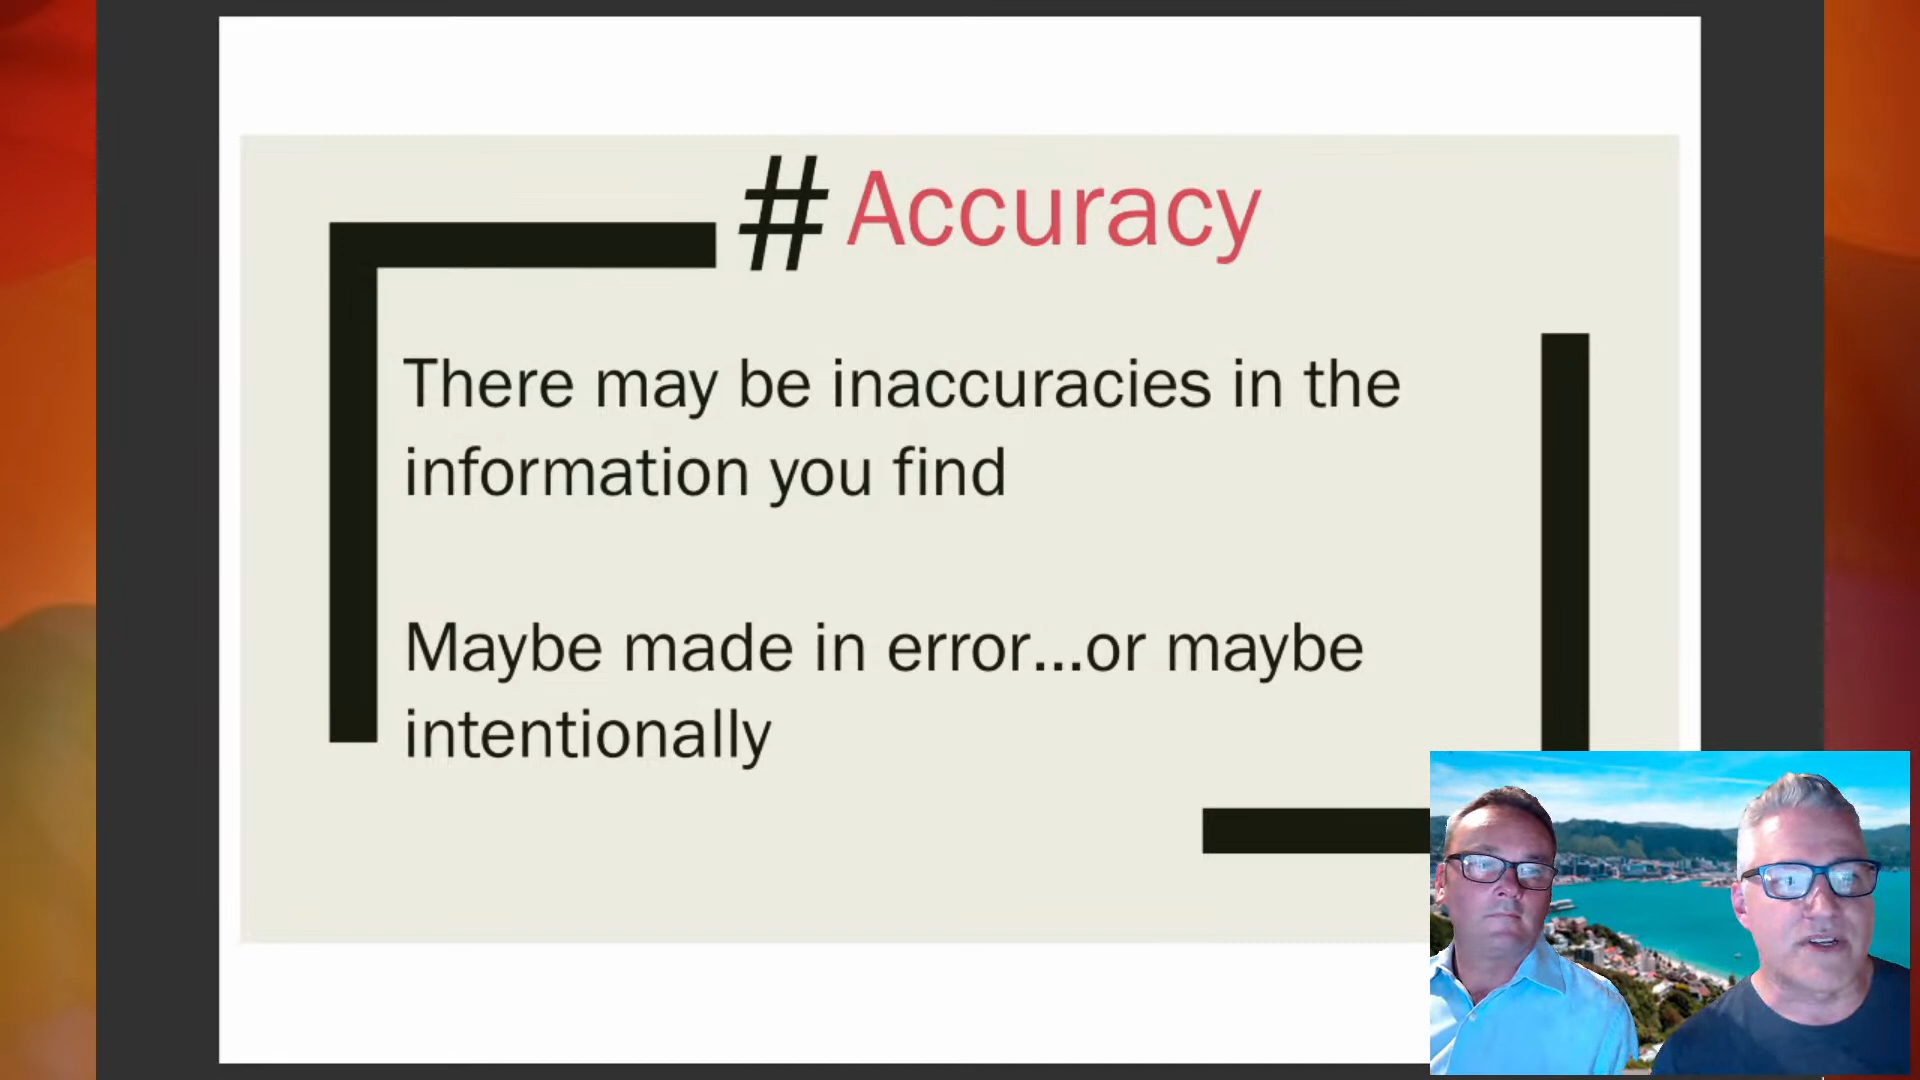 # Accuracy
There may be inaccuracies in the
information you find
Maybe made in error...or maybe
intentionally